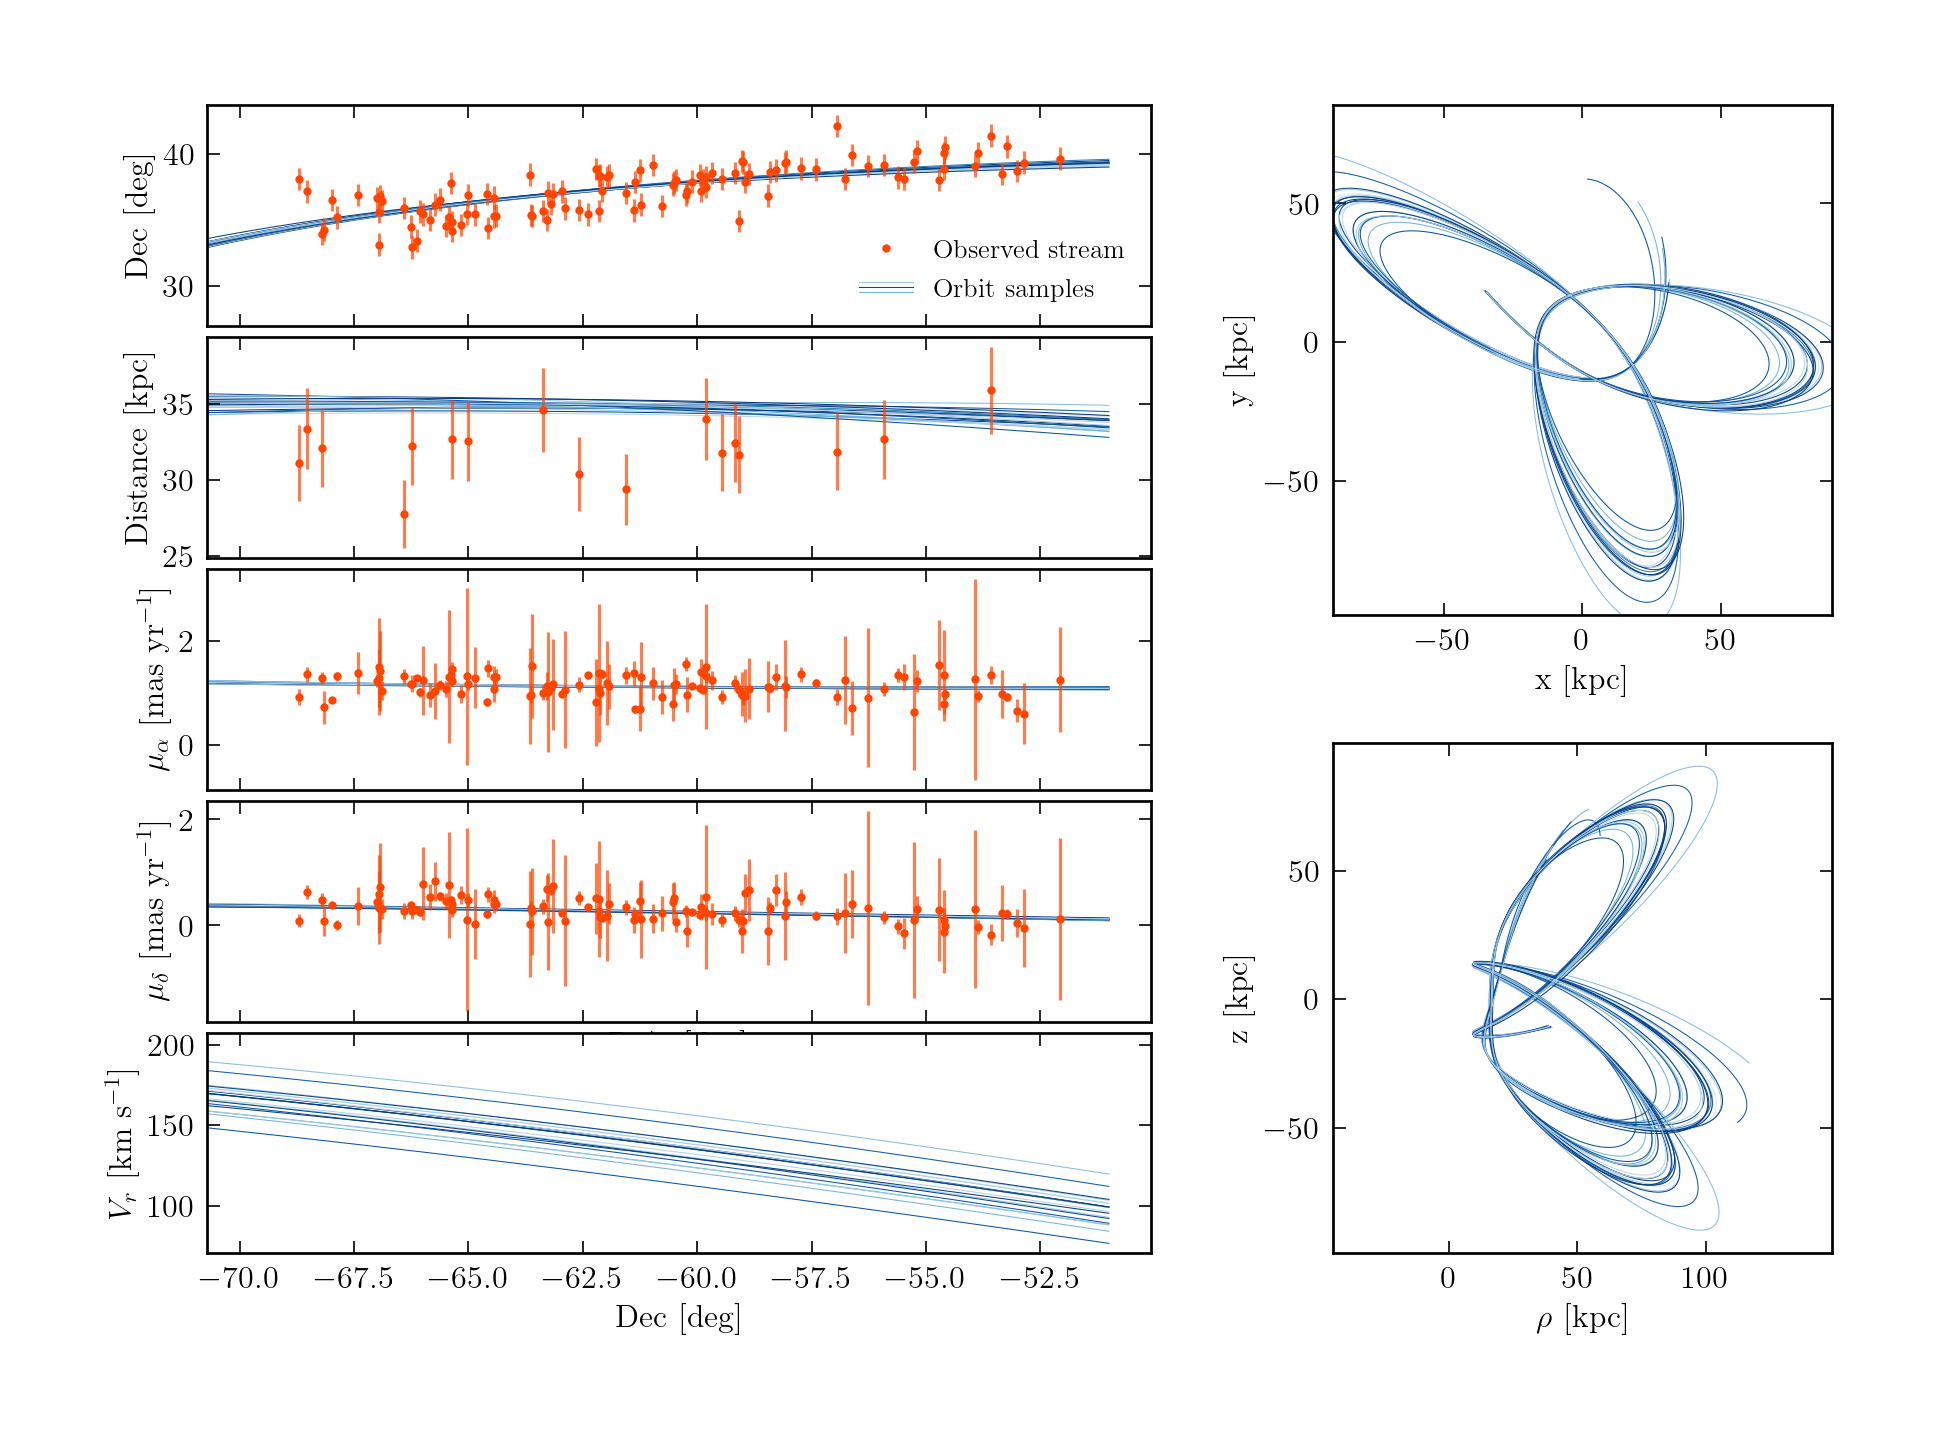 Dec [deg]
40
30
Observed stream
Orbit samples
Distance [kpc]
35
30
25
μα [mas yr−1]
2
0
μδ [mas yr−1]
2
0
Vr [km s−1]
200
150
100
−70.0 −67.5 −65.0 −62.5 −60.0 −57.5 −55.0 −52.5
Dec [deg]
y [kpc]
50
0
−50
−50 0 50
x [kpc]
z [kpc]
50
0
−50
0 50 100
ρ [kpc]